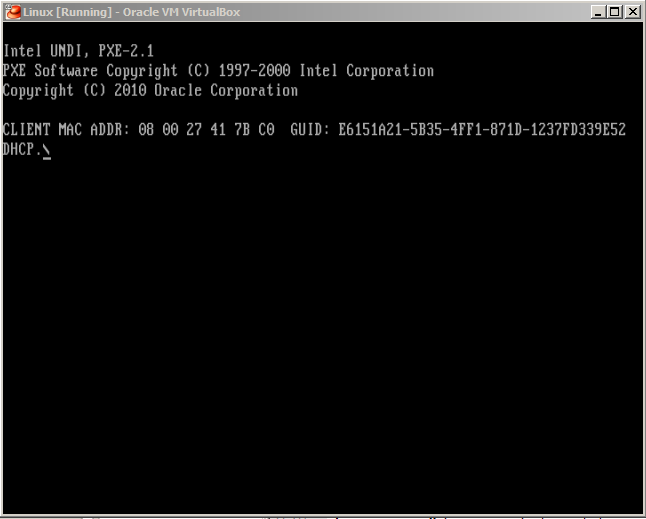 Linux [Running] - Oracle VM VirtualBox
Intel UNDI, PXE-2.1
PXE Software Copyright (C) 1997-2000 Intel Corporation
Copyright (C) 2010 Oracle Corporation
CLIENT MAC ADDR: 08 00 27 41 7B C0  GUID: E6151A21-5B35-4FF1-871D-1237FD339E52
DHCP.\